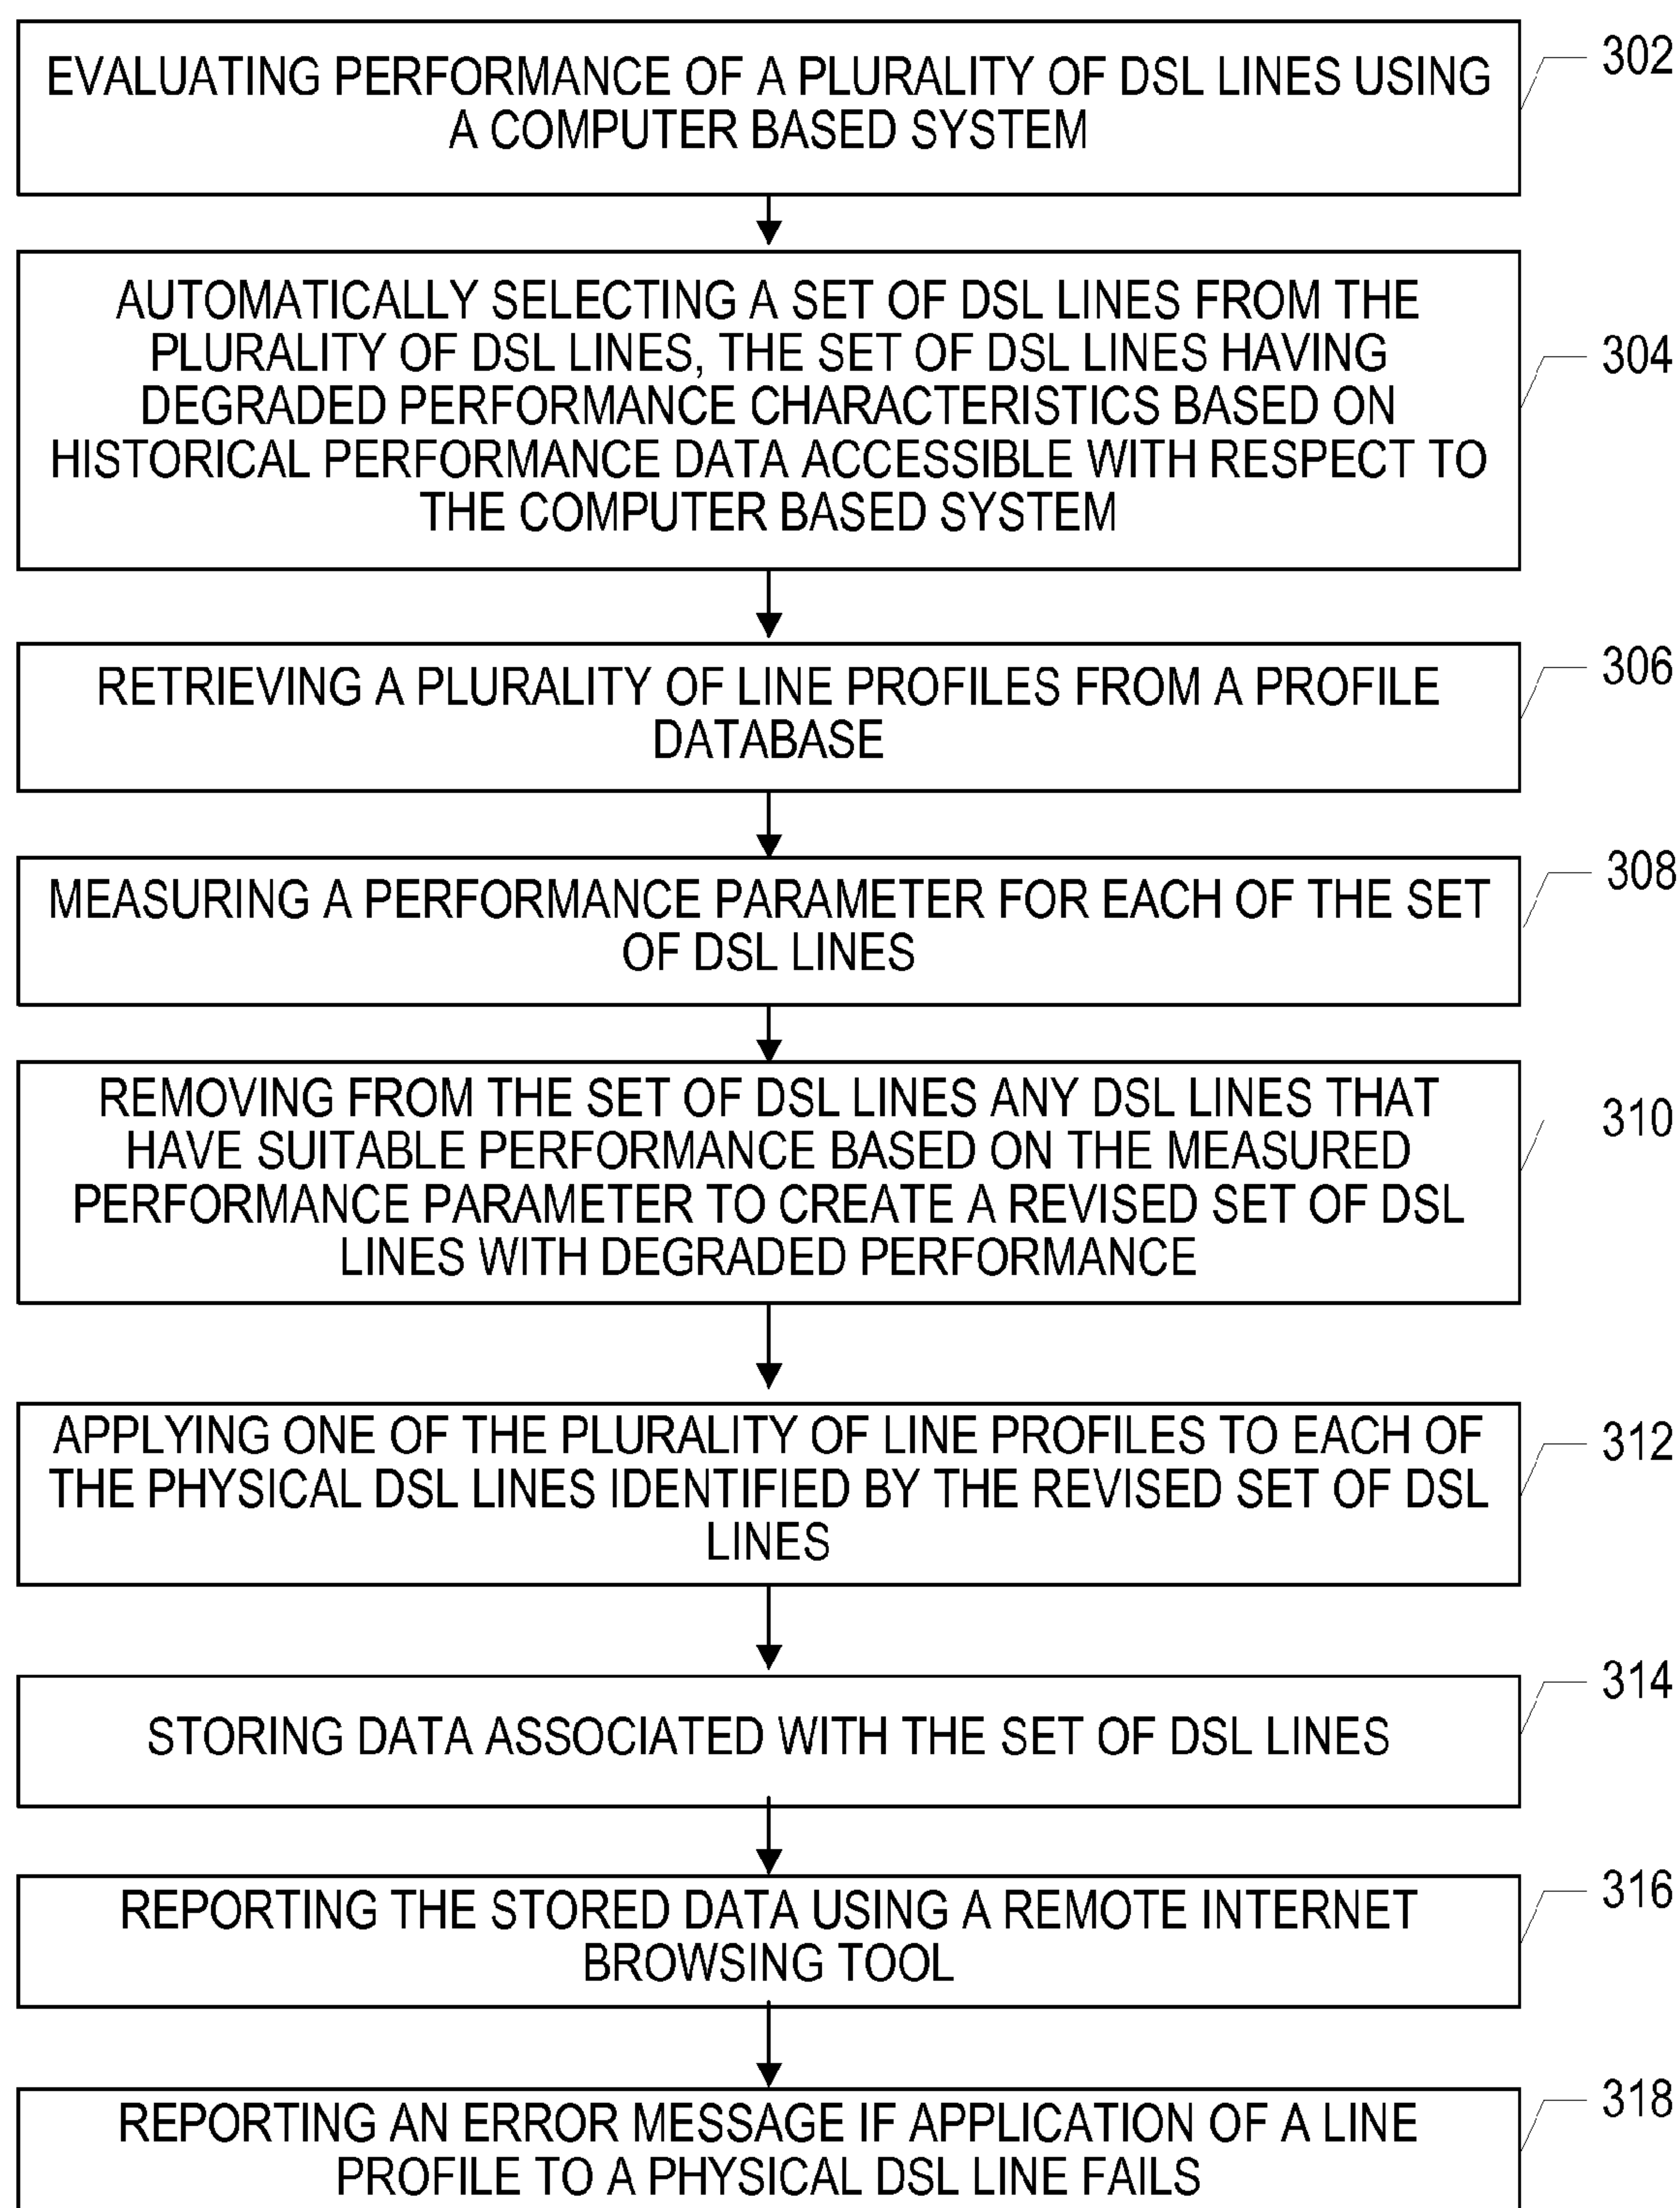 EVALUATING PERFORMANCE OF A PLURALITY OF DSL LINES USING
A COMPUTER BASED SYSTEM
302
AUTOMATICALLY SELECTING A SET OF DSL LINES FROM THE
PLURALITY OF DSL LINES, THE SET OF DSL LINES HAVING
DEGRADED PERFORMANCE CHARACTERISTICS BASED ON
HISTORICAL PERFORMANCE DATA ACCESSIBLE WITH RESPECT TO
THE COMPUTER BASED SYSTEM
304
RETRIEVING A PLURALITY OF LINE PROFILES FROM A PROFILE
DATABASE
306
MEASURING A PERFORMANCE PARAMETER FOR EACH OF THE SET
OF DSL LINES
308
REMOVING FROM THE SET OF DSL LINES ANY DSL LINES THAT
HAVE SUITABLE PERFORMANCE BASED ON THE MEASURED
PERFORMANCE PARAMETER TO CREATE A REVISED SET OF DSL
LINES WITH DEGRADED PERFORMANCE
310
APPLYING ONE OF THE PLURALITY OF LINE PROFILES TO EACH OF
THE PHYSICAL DSL LINES IDENTIFIED BY THE REVISED SET OF DSL
LINES
312
STORING DATA ASSOCIATED WITH THE SET OF DSL LINES
314
REPORTING THE STORED DATA USING A REMOTE INTERNET
BROWSING TOOL
316
REPORTING AN ERROR MESSAGE IF APPLICATION OF A LINE
PROFILE TO A PHYSICAL DSL LINE FAILS
318